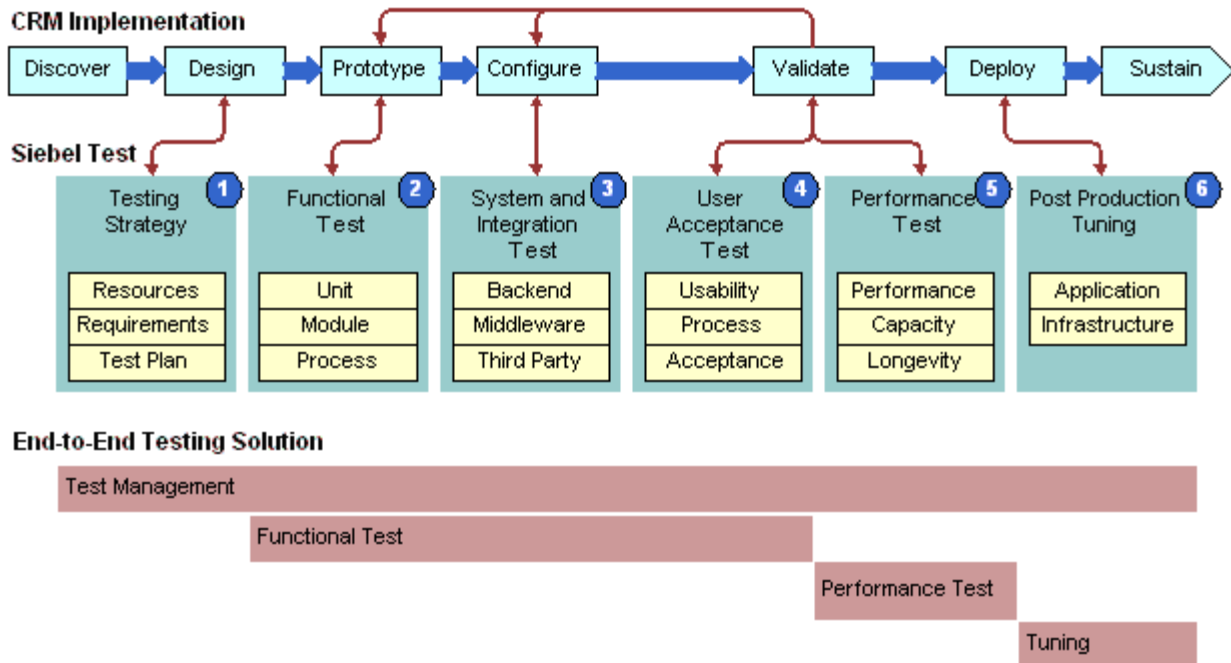 CRM Implementation
Discover
Design
Prototype
Configure
Validate
Deploy
Sustain
Siebel Test
1
Testing
Strategy
Resources
Requirements
Test Plan
2
Functional
Test
Unit
Module
Process
3
System and
Integration
Test
Backend
Middleware
Third Party
4
User
Acceptance
Test
Usability
Process
Acceptance
5
Performance
Test
Performance
Capacity
Longevity
6
Post Production
Tuning
Application
Infrastructure
End-to-End Testing Solution
Test Management
Functional Test
Performance Test
Tuning